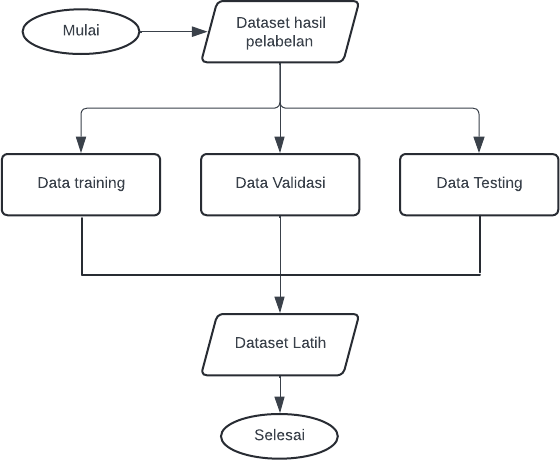 Mulai
Dataset hasil
pelabelan
Data training
Data Validasi
Data Testing
Dataset Latih
Selesai